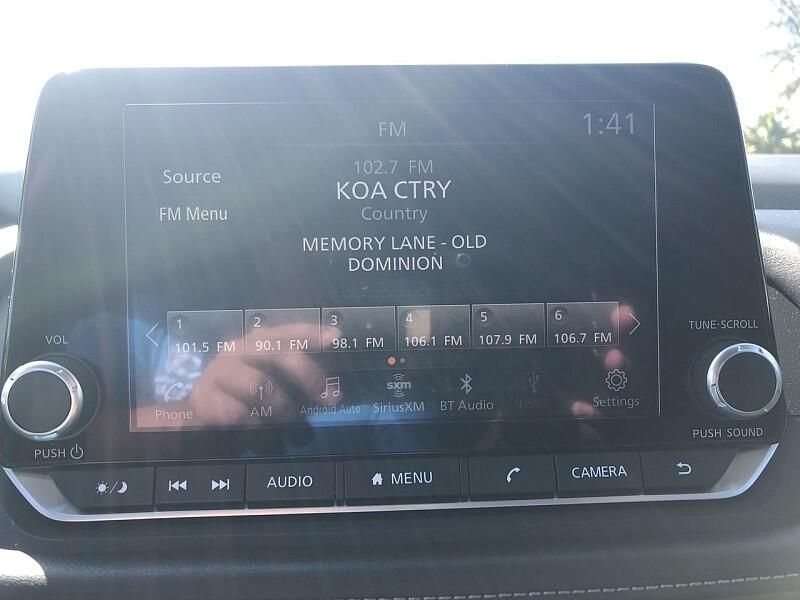 FM
1:41
Source
FM Menu
102.7 FM
KOA CTRY
Country
MEMORY LANE - OLD
DOMINION
1 2 3 4 5 6
101.5 FM 90.1 FM 98.1 FM 106.1 FM 107.9 FM 106.7 FM
Phone AM Android Auto sxm SiriusXM BT Audio USB1 Settings
VOL
PUSH
TUNE·SCROLL
PUSH SOUND
AUDIO MENU CAMERA